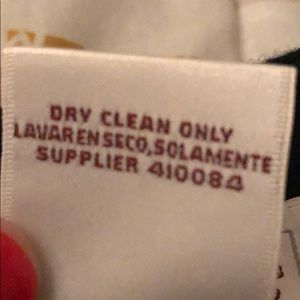 DRY CLEAN ONLY
LAVARENSECO,SOLAMENTE
SUPPLIER 410084